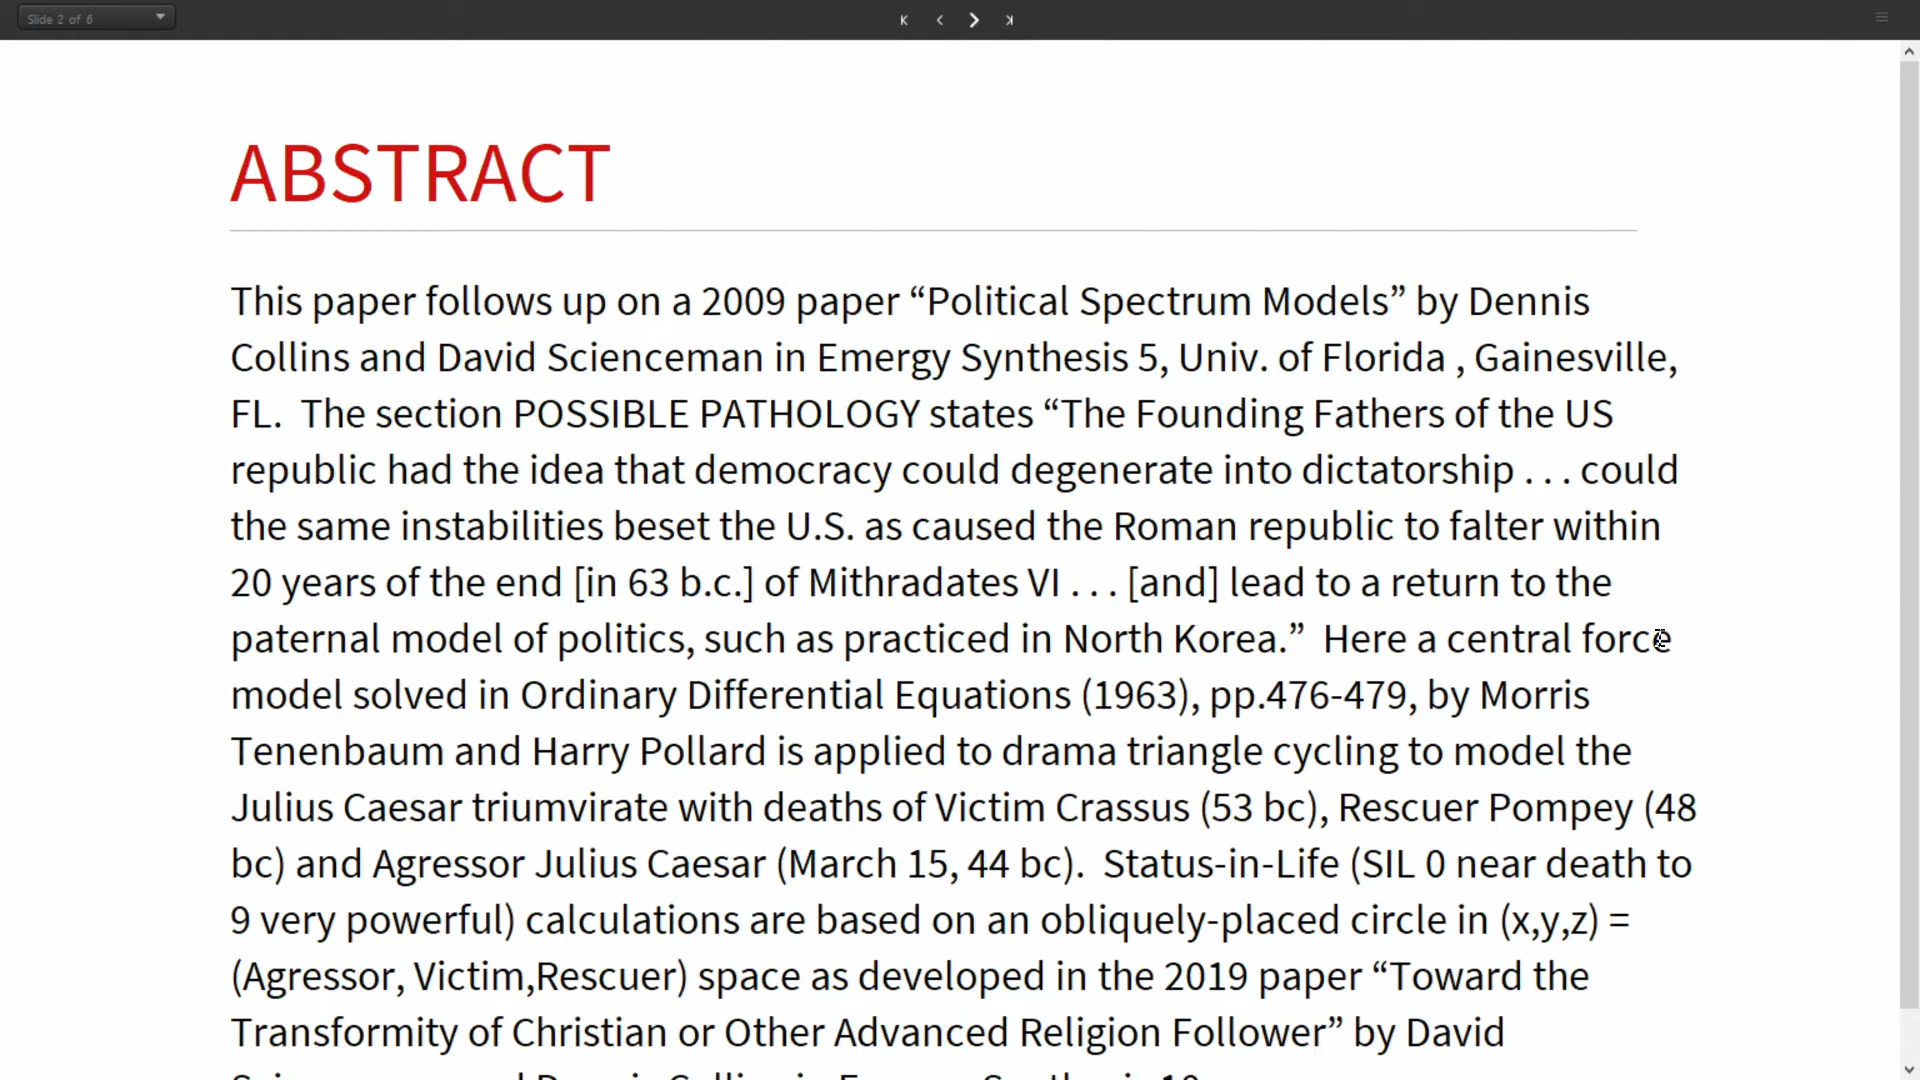 Slide 2 of 6
ABSTRACT
This paper follows up on a 2009 paper “Political Spectrum Models” by Dennis
Collins and David Scienceman in Emergy Synthesis 5, Univ. of Florida , Gainesville,
FL.  The section POSSIBLE PATHOLOGY states “The Founding Fathers of the US
republic had the idea that democracy could degenerate into dictatorship . . . could
the same instabilities beset the U.S. as caused the Roman republic to falter within
20 years of the end [in 63 b.c.] of Mithradates VI . . . [and] lead to a return to the
paternal model of politics, such as practiced in North Korea.”  Here a central force
model solved in Ordinary Differential Equations (1963), pp.476-479, by Morris
Tenenbaum and Harry Pollard is applied to drama triangle cycling to model the
Julius Caesar triumvirate with deaths of Victim Crassus (53 bc), Rescuer Pompey (48
bc) and Agressor Julius Caesar (March 15, 44 bc).  Status-in-Life (SIL 0 near death to
9 very powerful) calculations are based on an obliquely-placed circle in (x,y,z) =
(Agressor, Victim,Rescuer) space as developed in the 2019 paper “Toward the
Transformity of Christian or Other Advanced Religion Follower” by David